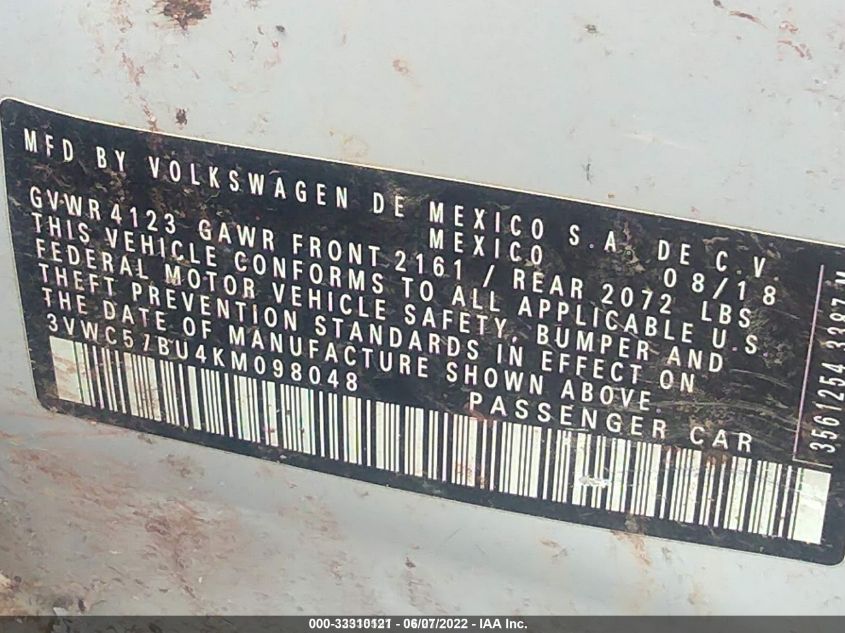 MFD BY VOLKSWAGEN DE MEXICO S.A. DE C.V.
MEXICO 08/18
GVWR 4123 GAWR FRONT 2161 / REAR 2072 LBS
THIS VEHICLE CONFORMS TO ALL APPLICABLE U.S.
FEDERAL MOTOR VEHICLE SAFETY, BUMPER AND
THEFT PREVENTION STANDARDS IN EFFECT ON
THE DATE OF MANUFACTURE SHOWN ABOVE.
3VWC57BU4KM098048 PASSENGER CAR
3561254 3387 M
000-33310121 - 06/07/2022 - IAA Inc.